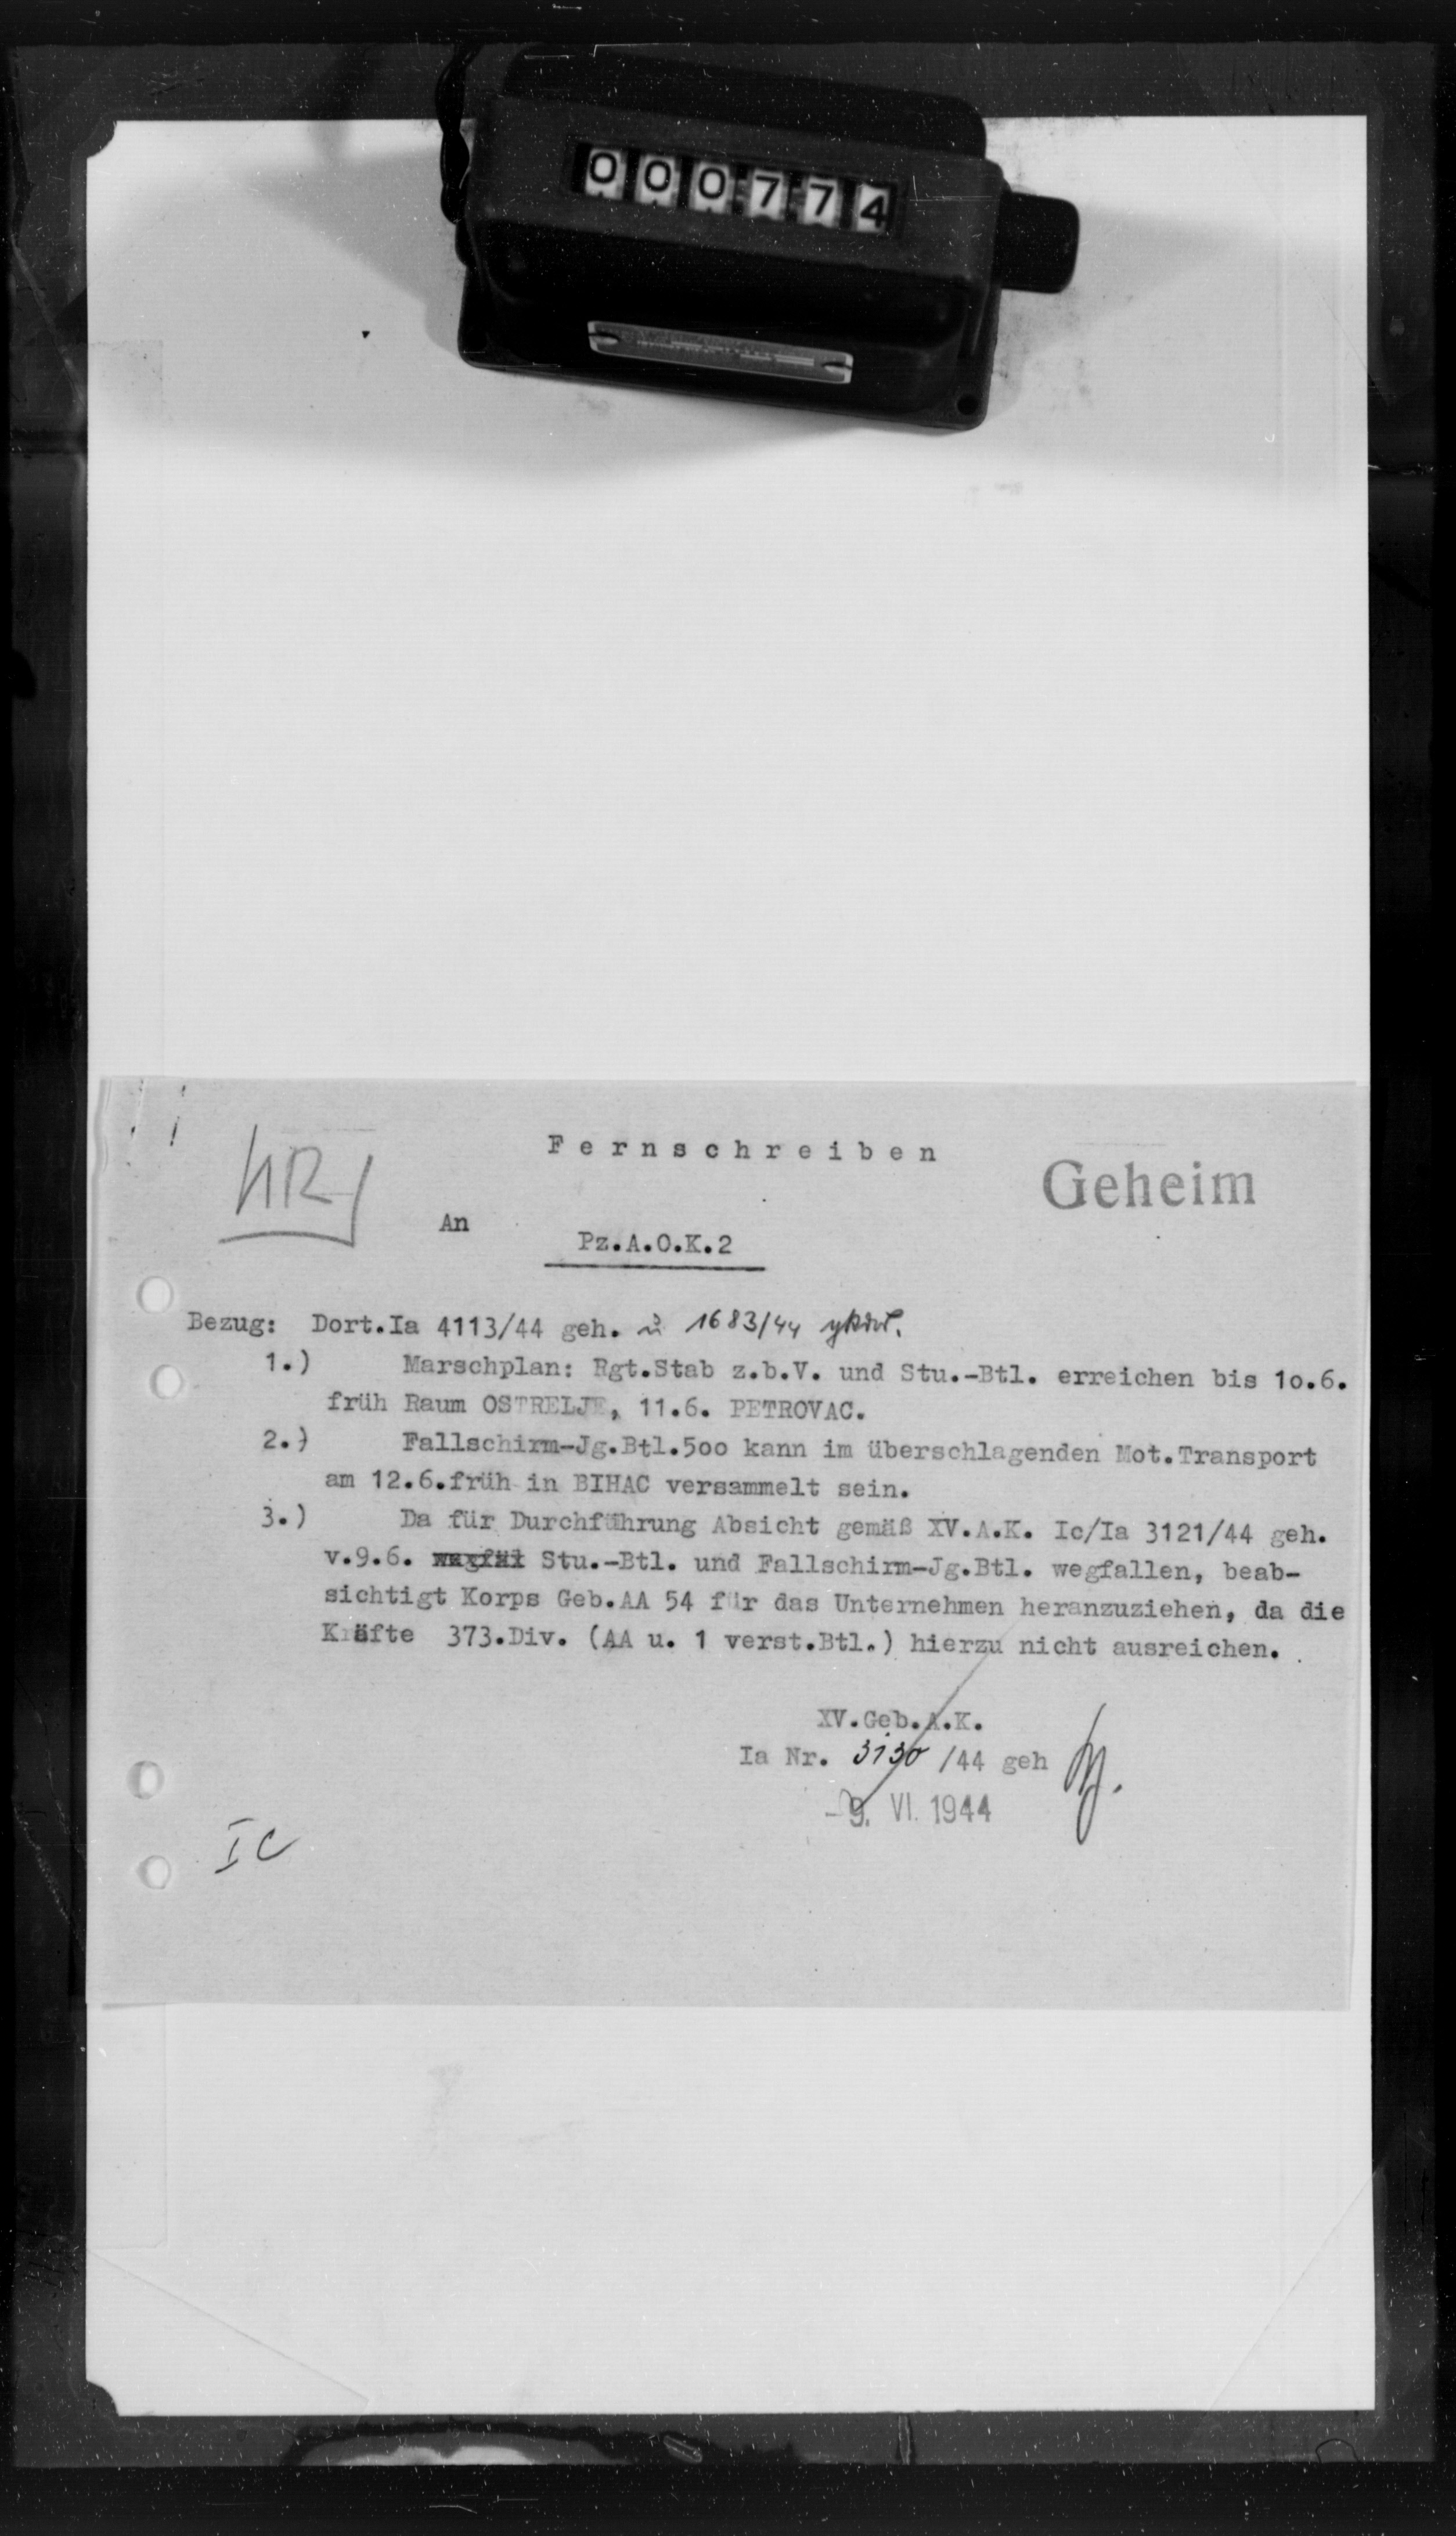 000774
Fernschreiben
Geheim
An
Pz.A.O.K.2
Bezug: Dort.Ia 4113/44 geh. u 1683/44 gkdos.
1.) Marschplan: Rgt.Stab z.b.V. und Stu.-Btl. erreichen bis 1o.6.
früh Raum OSTRELJE, 11.6. PETROVAC.
2.) Fallschirm-Jg.Btl.5oo kann im überschlagenden Mot.Transport
am 12.6.früh in BIHAC versammelt sein.
3.) Da für Durchführung Absicht gemäß XV.A.K. Ic/Ia 3121/44 geh.
v.9.6. Stu.-Btl. und Fallschirm-Jg.Btl. wegfallen, beab-
sichtigt Korps Geb.AA 54 für das Unternehmen heranzuziehen, da die
Kräfte 373.Div. (AA u. 1 verst.Btl.) hierzu nicht ausreichen.
XV.Geb.A.K.
Ia Nr. 3130 /44 geh
-9. VI. 1944
Ic